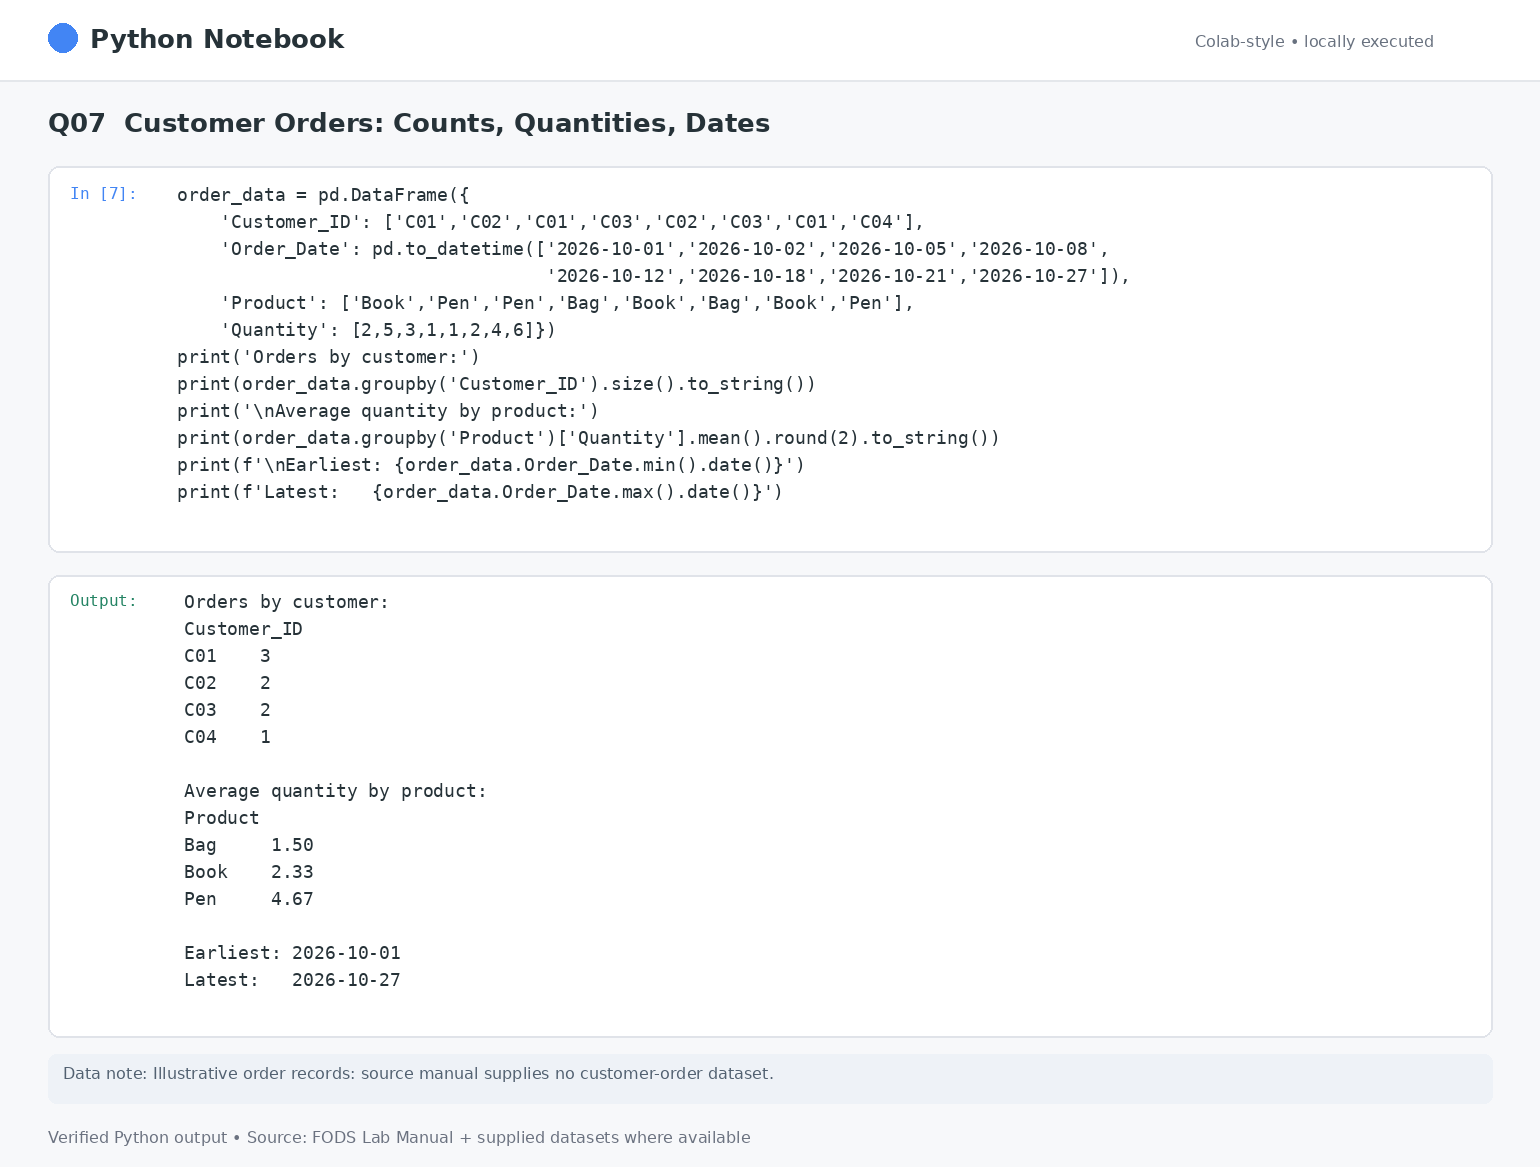 Python Notebook
Colab-style • locally executed
Q07  Customer Orders: Counts, Quantities, Dates
In [7]:
order_data = pd.DataFrame({
    'Customer_ID': ['C01','C02','C01','C03','C02','C03','C01','C04'],
    'Order_Date': pd.to_datetime(['2026-10-01','2026-10-02','2026-10-05','2026-10-08',
                                  '2026-10-12','2026-10-18','2026-10-21','2026-10-27']),
    'Product': ['Book','Pen','Pen','Bag','Book','Bag','Book','Pen'],
    'Quantity': [2,5,3,1,1,2,4,6]})
print('Orders by customer:')
print(order_data.groupby('Customer_ID').size().to_string())
print('\nAverage quantity by product:')
print(order_data.groupby('Product')['Quantity'].mean().round(2).to_string())
print(f'\nEarliest: {order_data.Order_Date.min().date()}')
print(f'Latest:   {order_data.Order_Date.max().date()}')
Output:
Orders by customer:
Customer_ID
C01    3
C02    2
C03    2
C04    1
Average quantity by product:
Product
Bag     1.50
Book    2.33
Pen     4.67
Earliest: 2026-10-01
Latest:   2026-10-27
Data note: Illustrative order records: source manual supplies no customer-order dataset.
Verified Python output • Source: FODS Lab Manual + supplied datasets where available